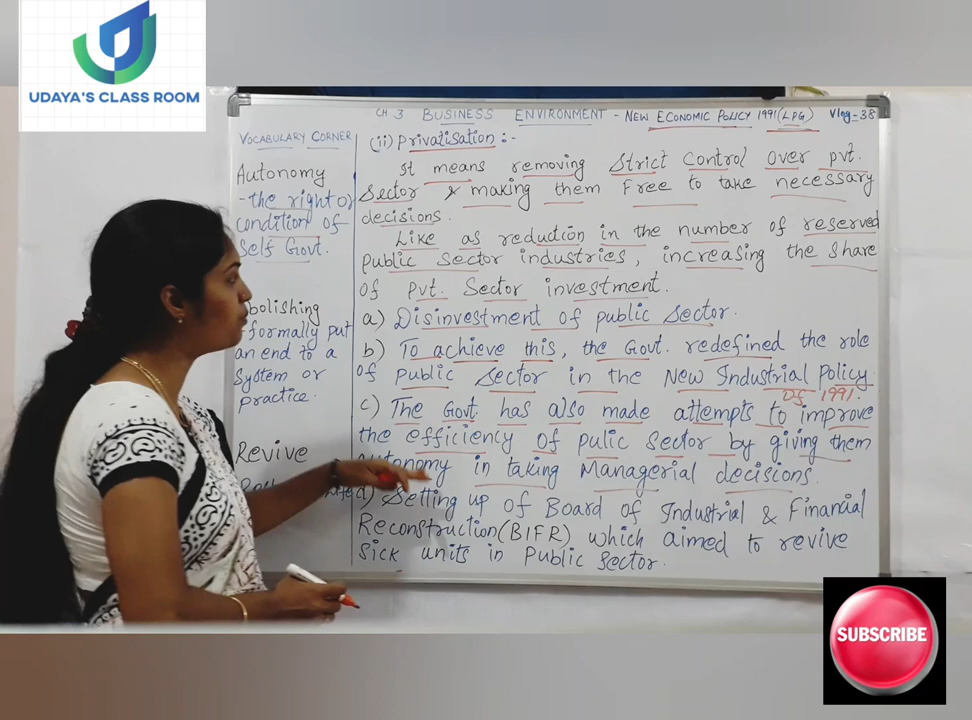 UDAYA'S CLASS ROOM
CH 3 BUSINESS ENVIRONMENT - NEW ECONOMIC POLICY 1991 (LPG) Vlog-38
VOCABULARY CORNER
Autonomy
- the right or
condition of
self Govt.
bolishing
formally put
an end to a
system or
practice.
Revive
(ii) Privatisation :-
It means removing Strict Control Over pvt.
Sector & making them Free to take necessary
decisions.
Like as reduction in the number of reserved
public sector industries, increasing the share
of Pvt. Sector investment.
a) Disinvestment of public Sector.
b) To achieve this, the Govt. redefined the role
of public Sector in the New Industrial policy
of 1991.
c) The Govt. has also made attempts to improve
the efficiency of pulic sector by giving them
autonomy in taking Managerial decisions.
d) Setting up of Board of Industrial & Financial
Reconstruction (BIFR) which aimed to revive
sick units in Public Sector.
SUBSCRIBE